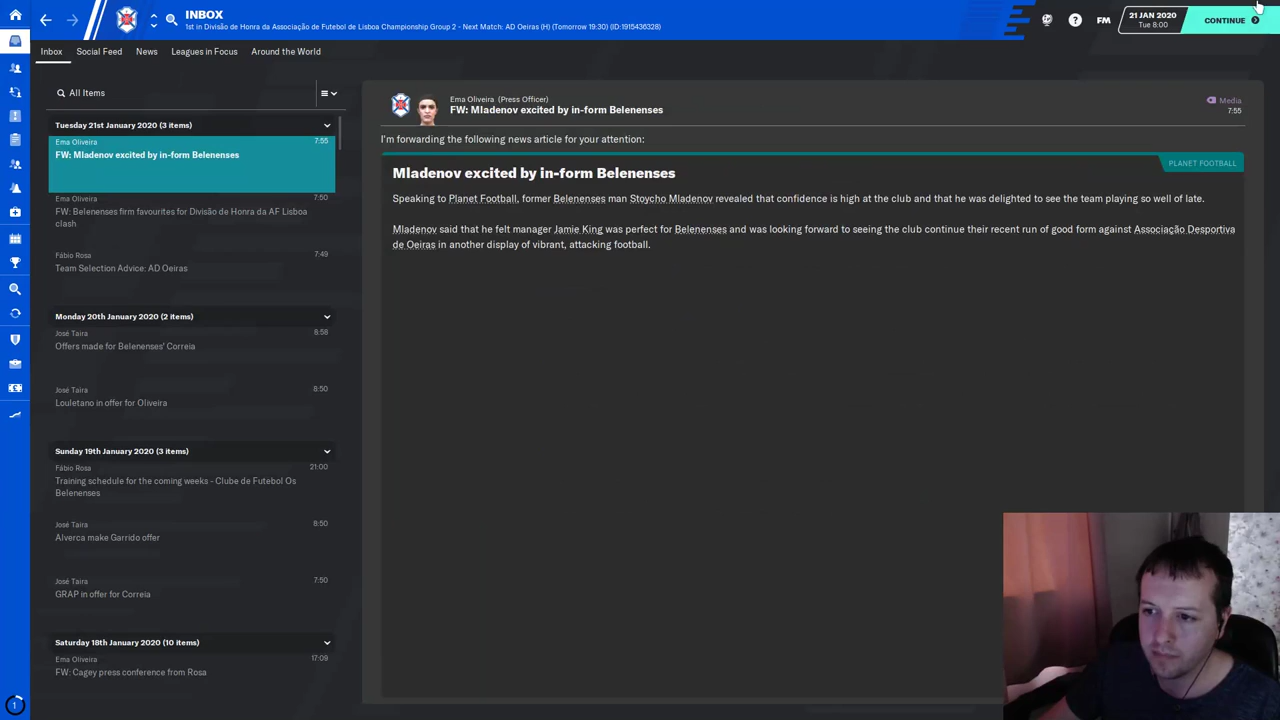 INBOX
1st in Divisão de Honra da Associação de Futebol de Lisboa Championship Group 2 - Next Match: AD Oeiras (H) (Tomorrow 19:30) (ID:1915436328)
FM
21 JAN 2020
Tue 8:00
CONTINUE
Inbox
Social Feed
News
Leagues in Focus
Around the World
All Items
Tuesday 21st January 2020 (3 items)
Ema Oliveira 7:55
FW: Mladenov excited by in-form Belenenses
Ema Oliveira 7:50
FW: Belenenses firm favourites for Divisão de Honra da AF Lisboa
clash
Fábio Rosa 7:49
Team Selection Advice: AD Oeiras
Monday 20th January 2020 (2 items)
José Taira 8:58
Offers made for Belenenses' Correia
José Taira 8:50
Louletano in offer for Oliveira
Sunday 19th January 2020 (3 items)
Fábio Rosa 21:00
Training schedule for the coming weeks - Clube de Futebol Os
Belenenses
José Taira 8:50
Alverca make Garrido offer
José Taira 7:50
GRAP in offer for Correia
Saturday 18th January 2020 (10 items)
Ema Oliveira 17:09
FW: Cagey press conference from Rosa
1
Ema Oliveira (Press Officer)
FW: Mladenov excited by in-form Belenenses
Media
7:55
I'm forwarding the following news article for your attention:
PLANET FOOTBALL
Mladenov excited by in-form Belenenses
Speaking to Planet Football, former Belenenses man Stoycho Mladenov revealed that confidence is high at the club and that he was delighted to see the team playing so well of late.
Mladenov said that he felt manager Jamie King was perfect for Belenenses and was looking forward to seeing the club continue their recent run of good form against Associação Desportiva
de Oeiras in another display of vibrant, attacking football.